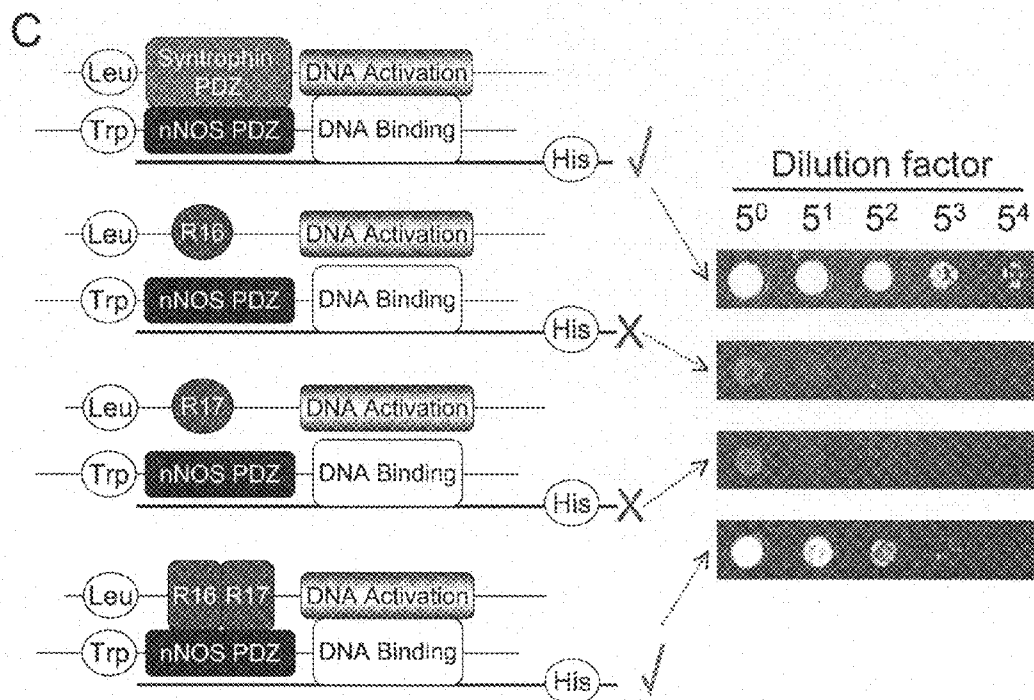 C
Leu Syntrophin PDZ DNA Activation
Trp nNOS PDZ DNA Binding
His √
Leu R16 DNA Activation
Trp nNOS PDZ DNA Binding
His X
Leu R17 DNA Activation
Trp nNOS PDZ DNA Binding
His X
Leu R16 R17 DNA Activation
Trp nNOS PDZ DNA Binding
His √
Dilution factor
5⁰ 5¹ 5² 5³ 5⁴